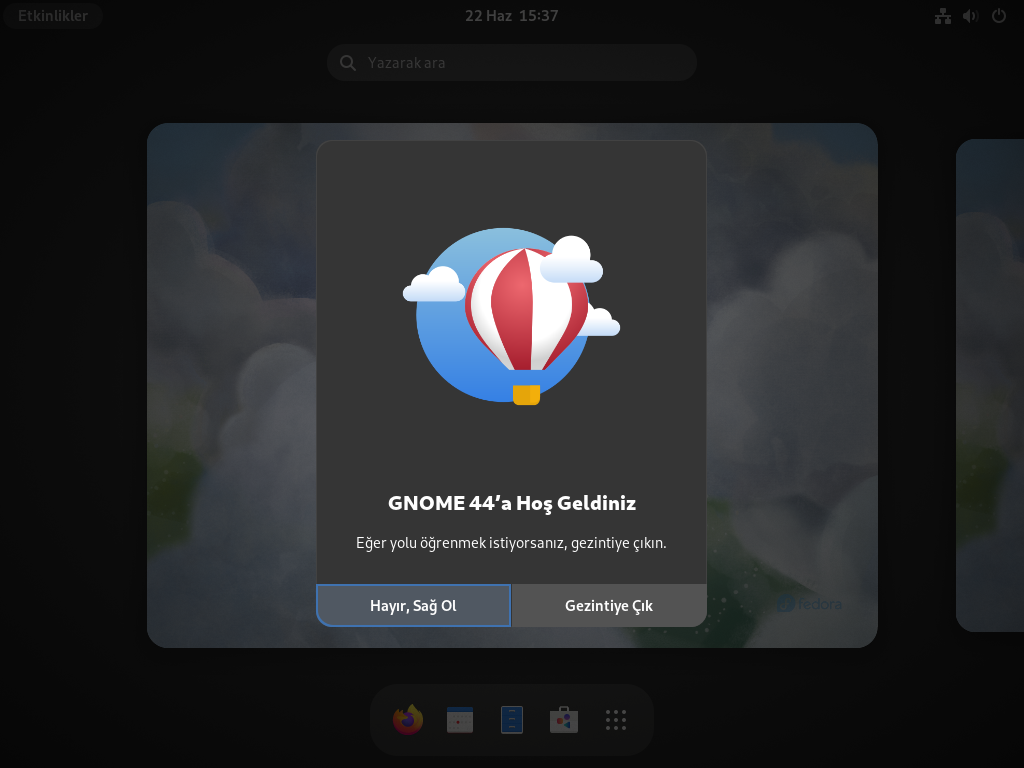 Etkinlikler
22 Haz 15:37
Yazarak ara
GNOME 44’a Hoş Geldiniz
Eğer yolu öğrenmek istiyorsanız, gezintiye çıkın.
Hayır, Sağ Ol
Gezintiye Çık
fedora